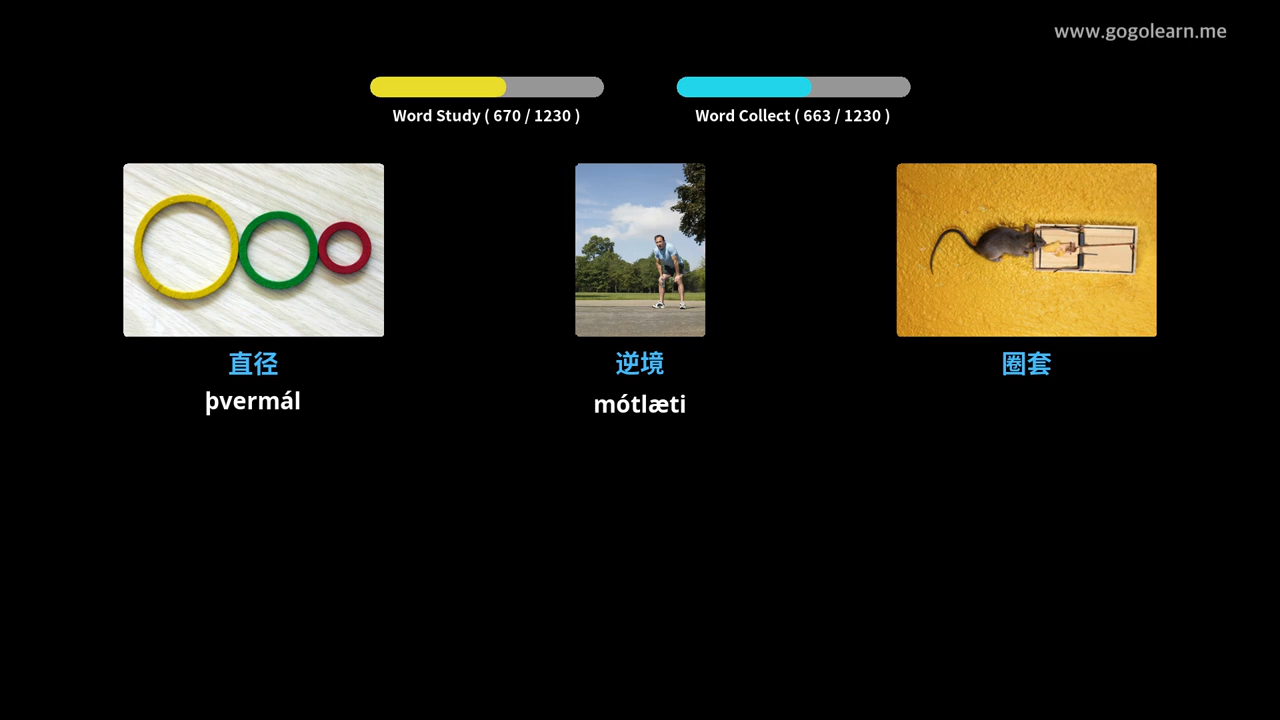 www.gogolearn.me
Word Study ( 670 / 1230 )
Word Collect ( 663 / 1230 )
直径
þvermál
逆境
mótlæti
圈套